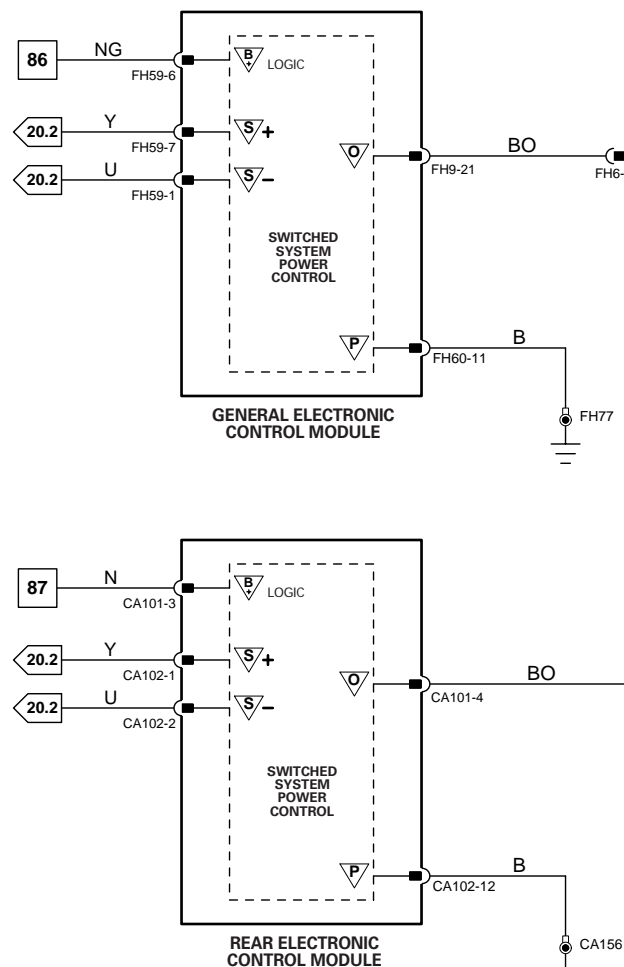 86
NG
FH59-6
B
+
LOGIC
20.2
Y
FH59-7
S
+
20.2
U
FH59-1
S
–
O
FH9-21
BO
FH6-
SWITCHED
SYSTEM
POWER
CONTROL
P
FH60-11
B
FH77
GENERAL ELECTRONIC
CONTROL MODULE
87
N
CA101-3
B
+
LOGIC
20.2
Y
CA102-1
S
+
20.2
U
CA102-2
S
–
O
CA101-4
BO
SWITCHED
SYSTEM
POWER
CONTROL
P
CA102-12
B
CA156
REAR ELECTRONIC
CONTROL MODULE